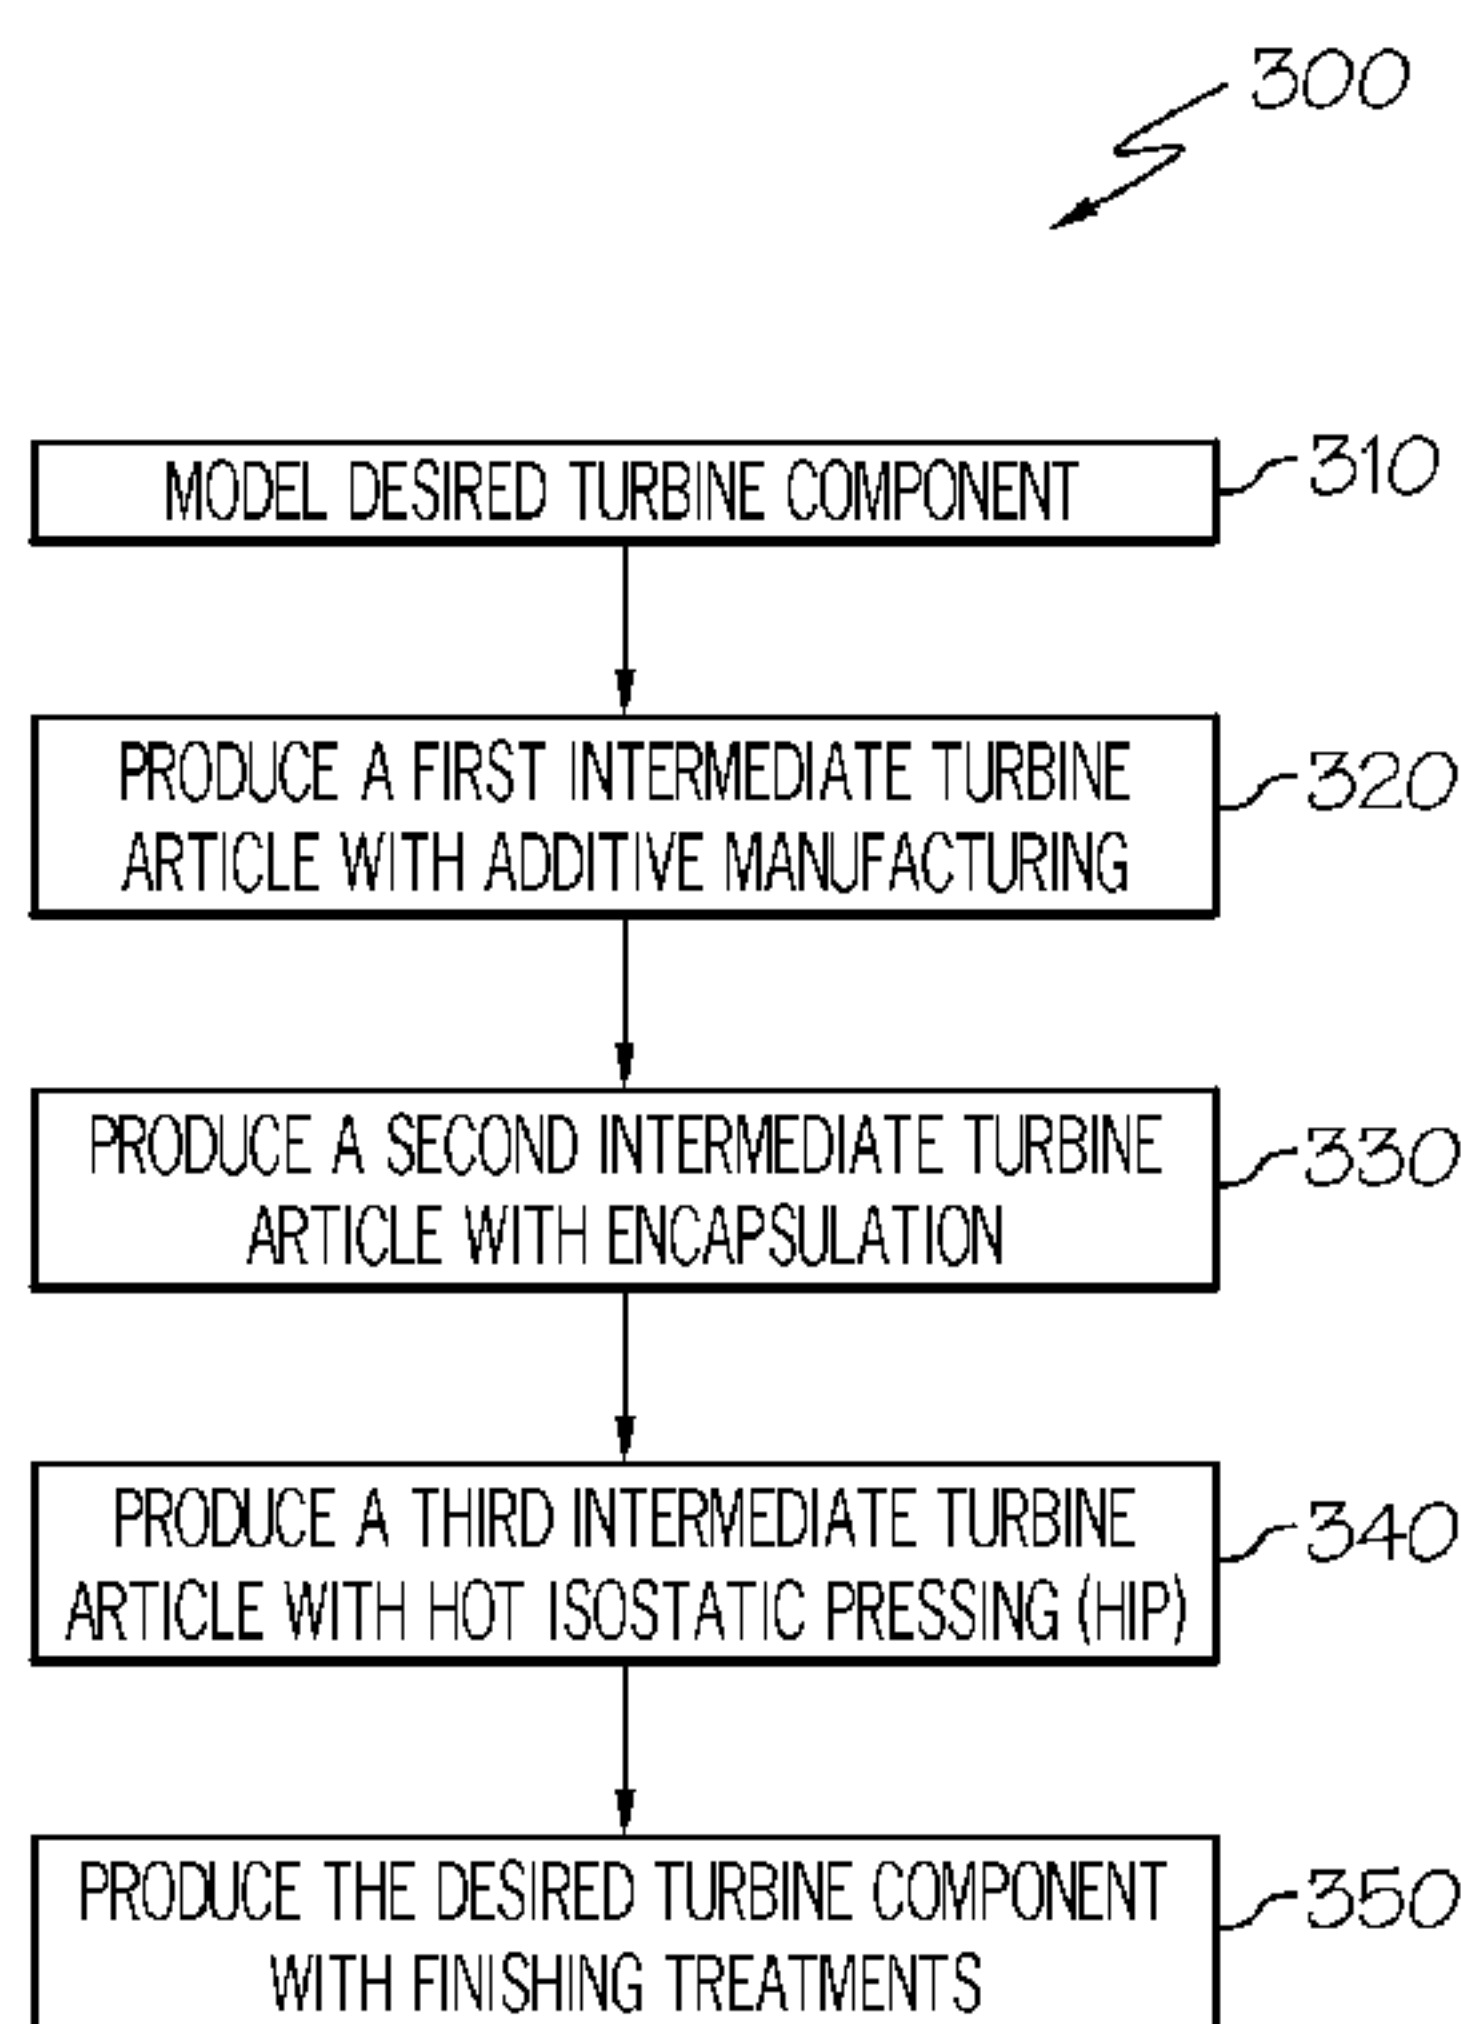 300
MODEL DESIRED TURBINE COMPONENT
310
PRODUCE A FIRST INTERMEDIATE TURBINE
ARTICLE WITH ADDITIVE MANUFACTURING
320
PRODUCE A SECOND INTERMEDIATE TURBINE
ARTICLE WITH ENCAPSULATION
330
PRODUCE A THIRD INTERMEDIATE TURBINE
ARTICLE WITH HOT ISOSTATIC PRESSING (HIP)
340
PRODUCE THE DESIRED TURBINE COMPONENT
WITH FINISHING TREATMENTS
350